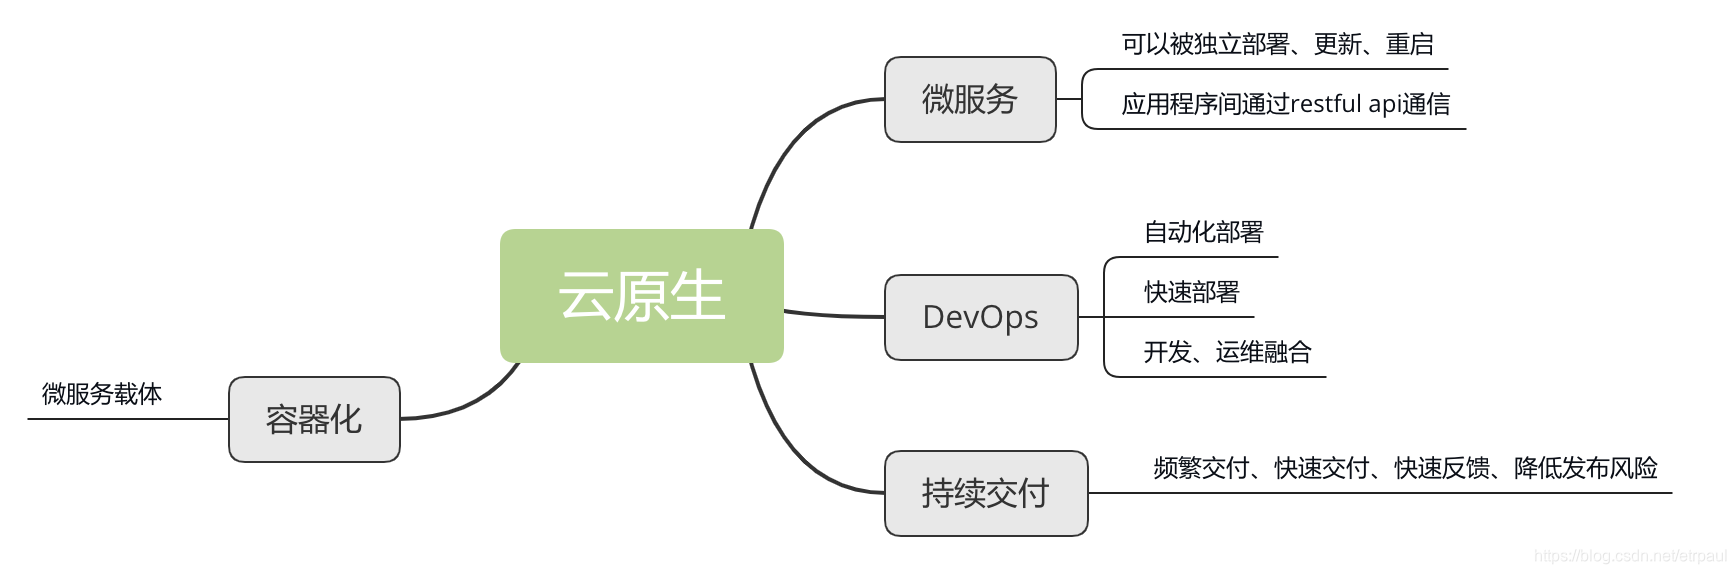 云原生
微服务
可以被独立部署、更新、重启
应用程序间通过restful api通信
DevOps
自动化部署
快速部署
开发、运维融合
持续交付
频繁交付、快速交付、快速反馈、降低发布风险
容器化
微服务载体
https://blog.csdn.net/etrpaul